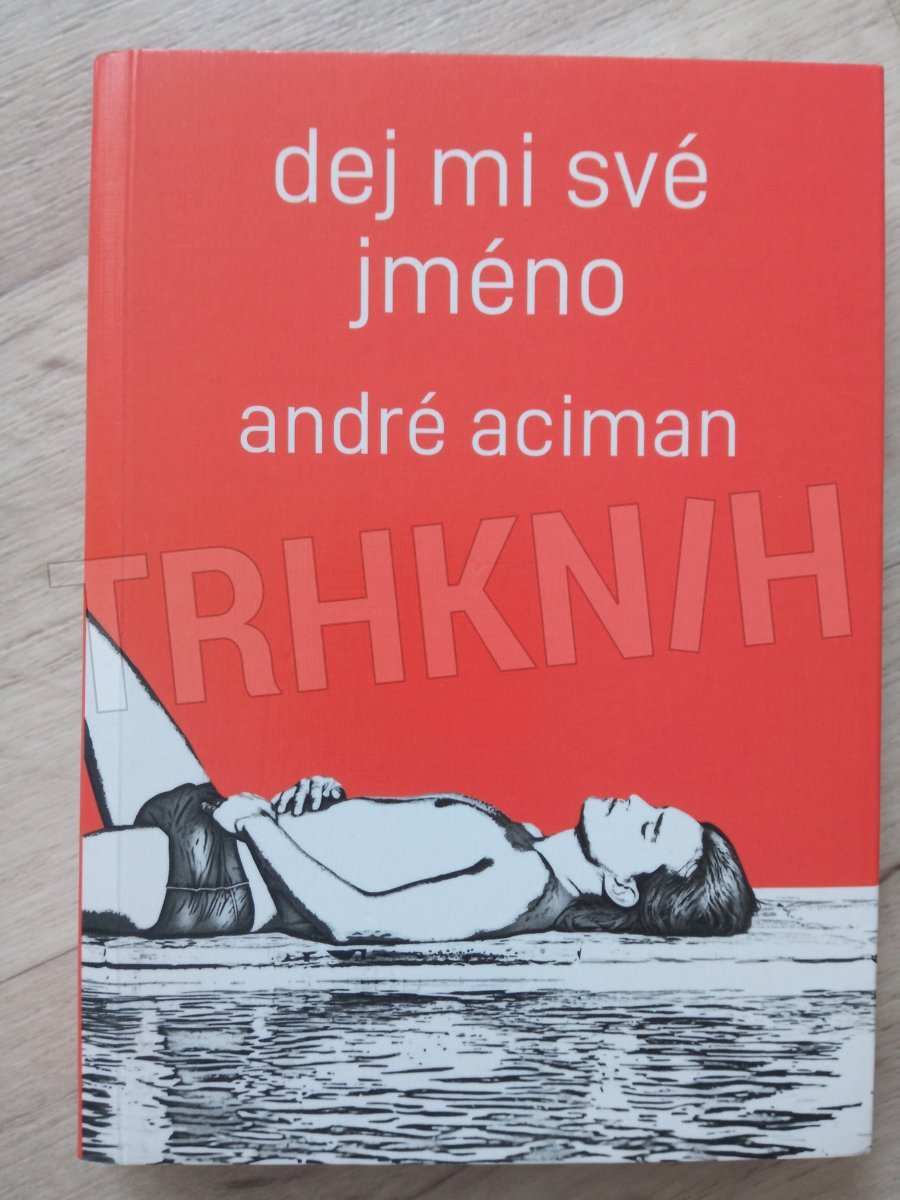 dej mi své
jméno
andré aciman
TRHKNIH